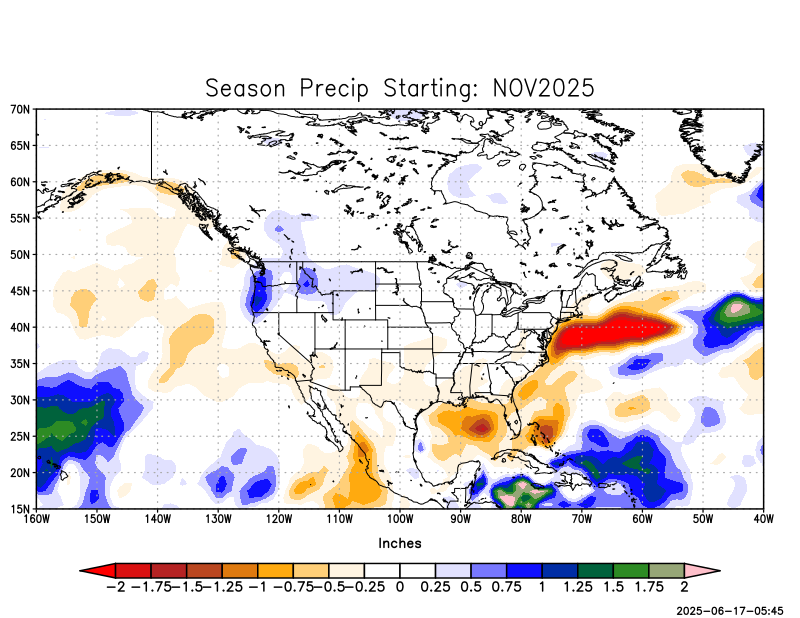 Season Precip Starting: NOV2025
70N
65N
60N
55N
50N
45N
40N
35N
30N
25N
20N
15N
160W 150W 140W 130W 120W 110W 100W 90W 80W 70W 60W 50W 40W
Inches
-2 -1.75 -1.5 -1.25 -1 -0.75 -0.5 -0.25 0 0.25 0.5 0.75 1 1.25 1.5 1.75 2
2025-06-17-05:45